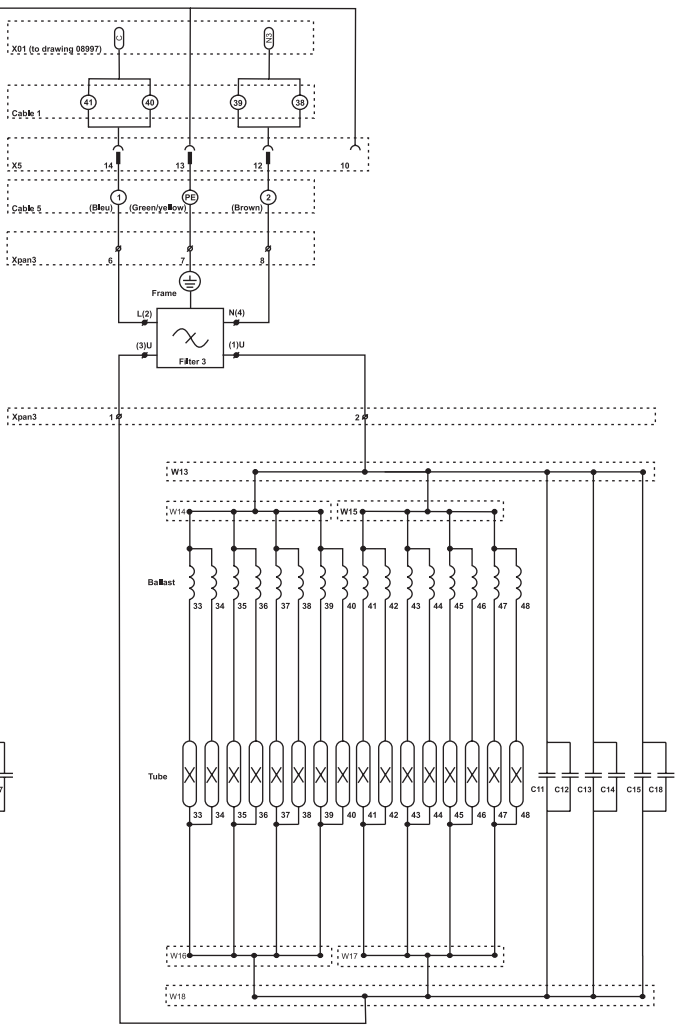 C N3
X01 (to drawing 08997)
41 40 39 38
Cable 1
X5 14 13 12 10
1 PE 2
Cable 5 (Bleu) (Green/yellow) (Brown)
Xpan3 6 7 8
Frame
L(2) N(4)
(3)U (1)U
Filter 3
Xpan3 1 2
W13
W14 W15
Ballast
33 34 35 36 37 38 39 40 41 42 43 44 45 46 47 48
Tube
7 C11 C12 C13 C14 C15 C18
33 34 35 36 37 38 39 40 41 42 43 44 45 46 47 48
W16 W17
W18